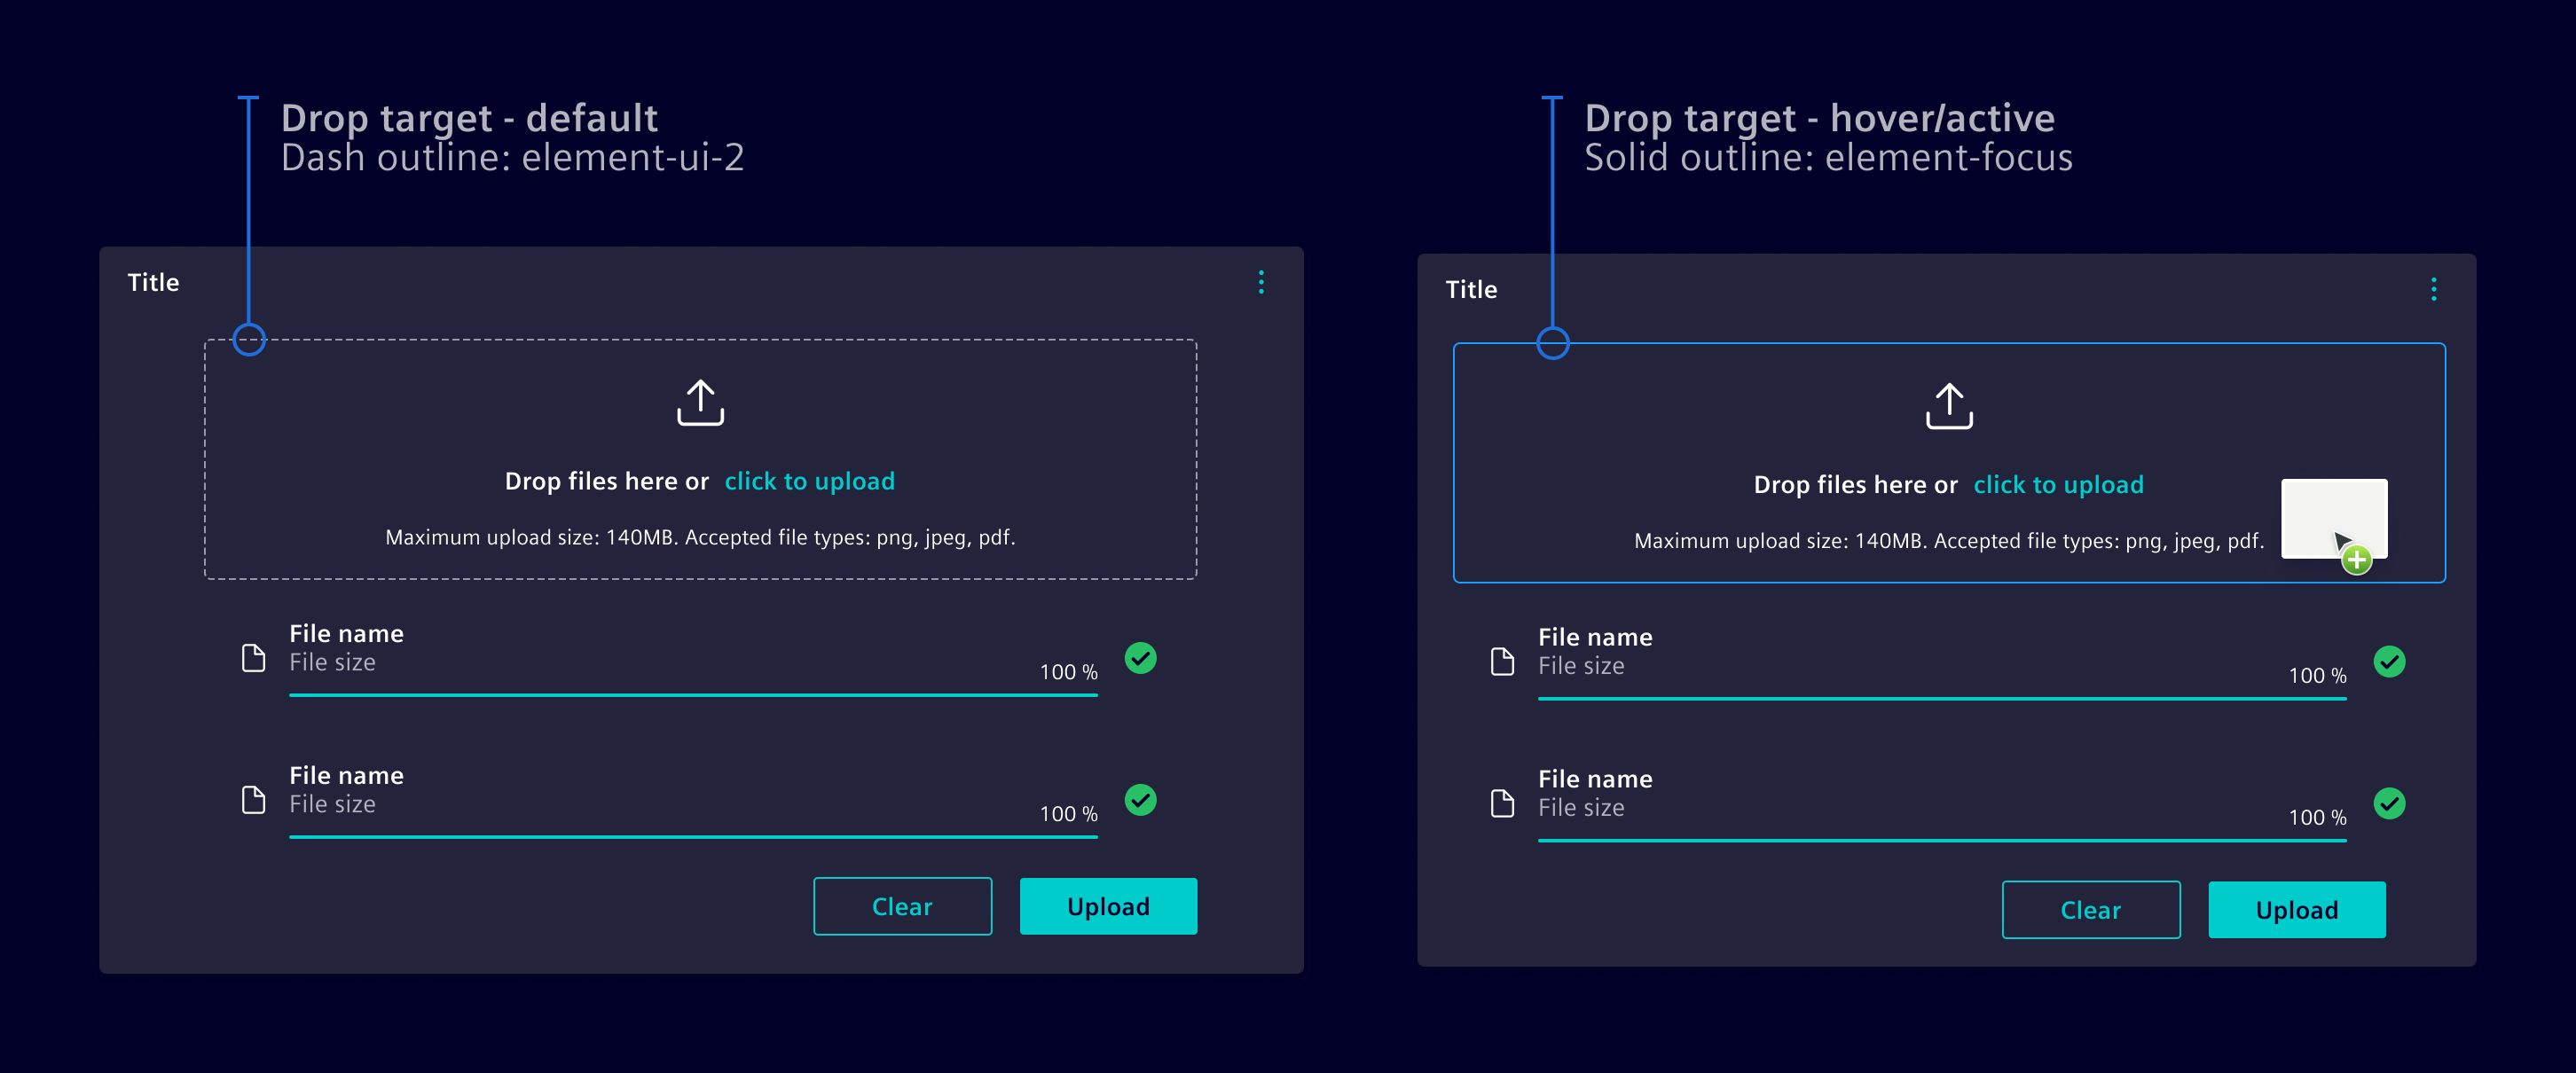 Drop target - default
Dash outline: element-ui-2
Title
Drop files here or click to upload
Maximum upload size: 140MB. Accepted file types: png, jpeg, pdf.
File name
File size
100 %
File name
File size
100 %
Clear
Upload
Drop target - hover/active
Solid outline: element-focus
Title
Drop files here or click to upload
Maximum upload size: 140MB. Accepted file types: png, jpeg, pdf.
File name
File size
100 %
File name
File size
100 %
Clear
Upload